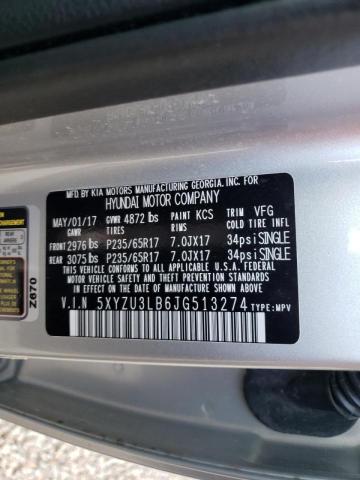 MFD. BY KIA MOTORS MANUFACTURING GEORGIA, INC. FOR
HYUNDAI MOTOR COMPANY
MAY/01/17 GVWR 4872 lbs PAINT KCS TRIM VFG
GAWR TIRES RIMS COLD TIRE INFL
FRONT 2976 lbs P235/65R17 7.0JX17 34psi SINGLE
REAR 3075 lbs P235/65R17 7.0JX17 34psi SINGLE
THIS VEHICLE CONFORMS TO ALL APPLICABLE U.S.A. FEDERAL
MOTOR VEHICLE SAFETY, BUMPER, AND THEFT
PREVENTION STANDARDS IN EFFECT ON THE DATE OF
MANUFACTURE SHOWN ABOVE.
V.I.N 5XYZU3LB6JG513274 TYPE:MPV
Z670